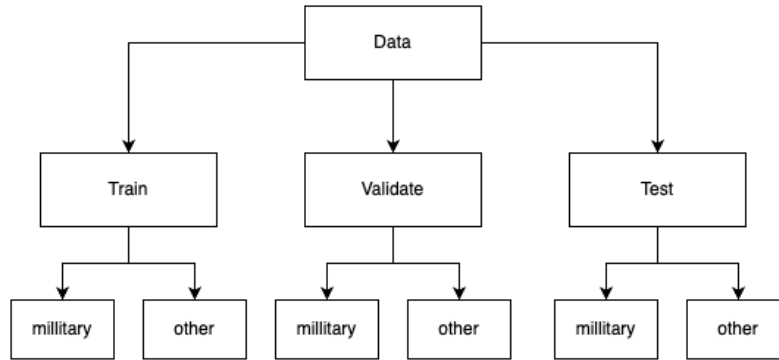 Data
Train
Validate
Test
millitary
other
millitary
other
millitary
other